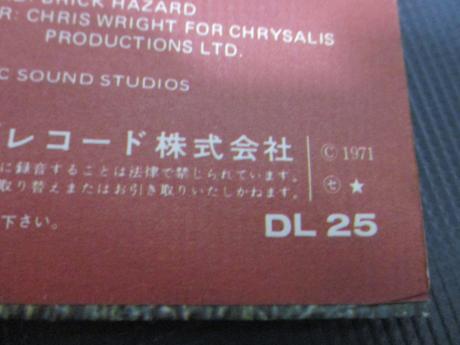 : BRICK HAZARD
R: CHRIS WRIGHT FOR CHRYSALIS
PRODUCTIONS LTD.
C SOUND STUDIOS
レコード株式会社
© 1971
に録音することは法律で禁じられています。
㋝ ★
取り替えまたはお引き取りいたしかねます。
下さい。
DL 25